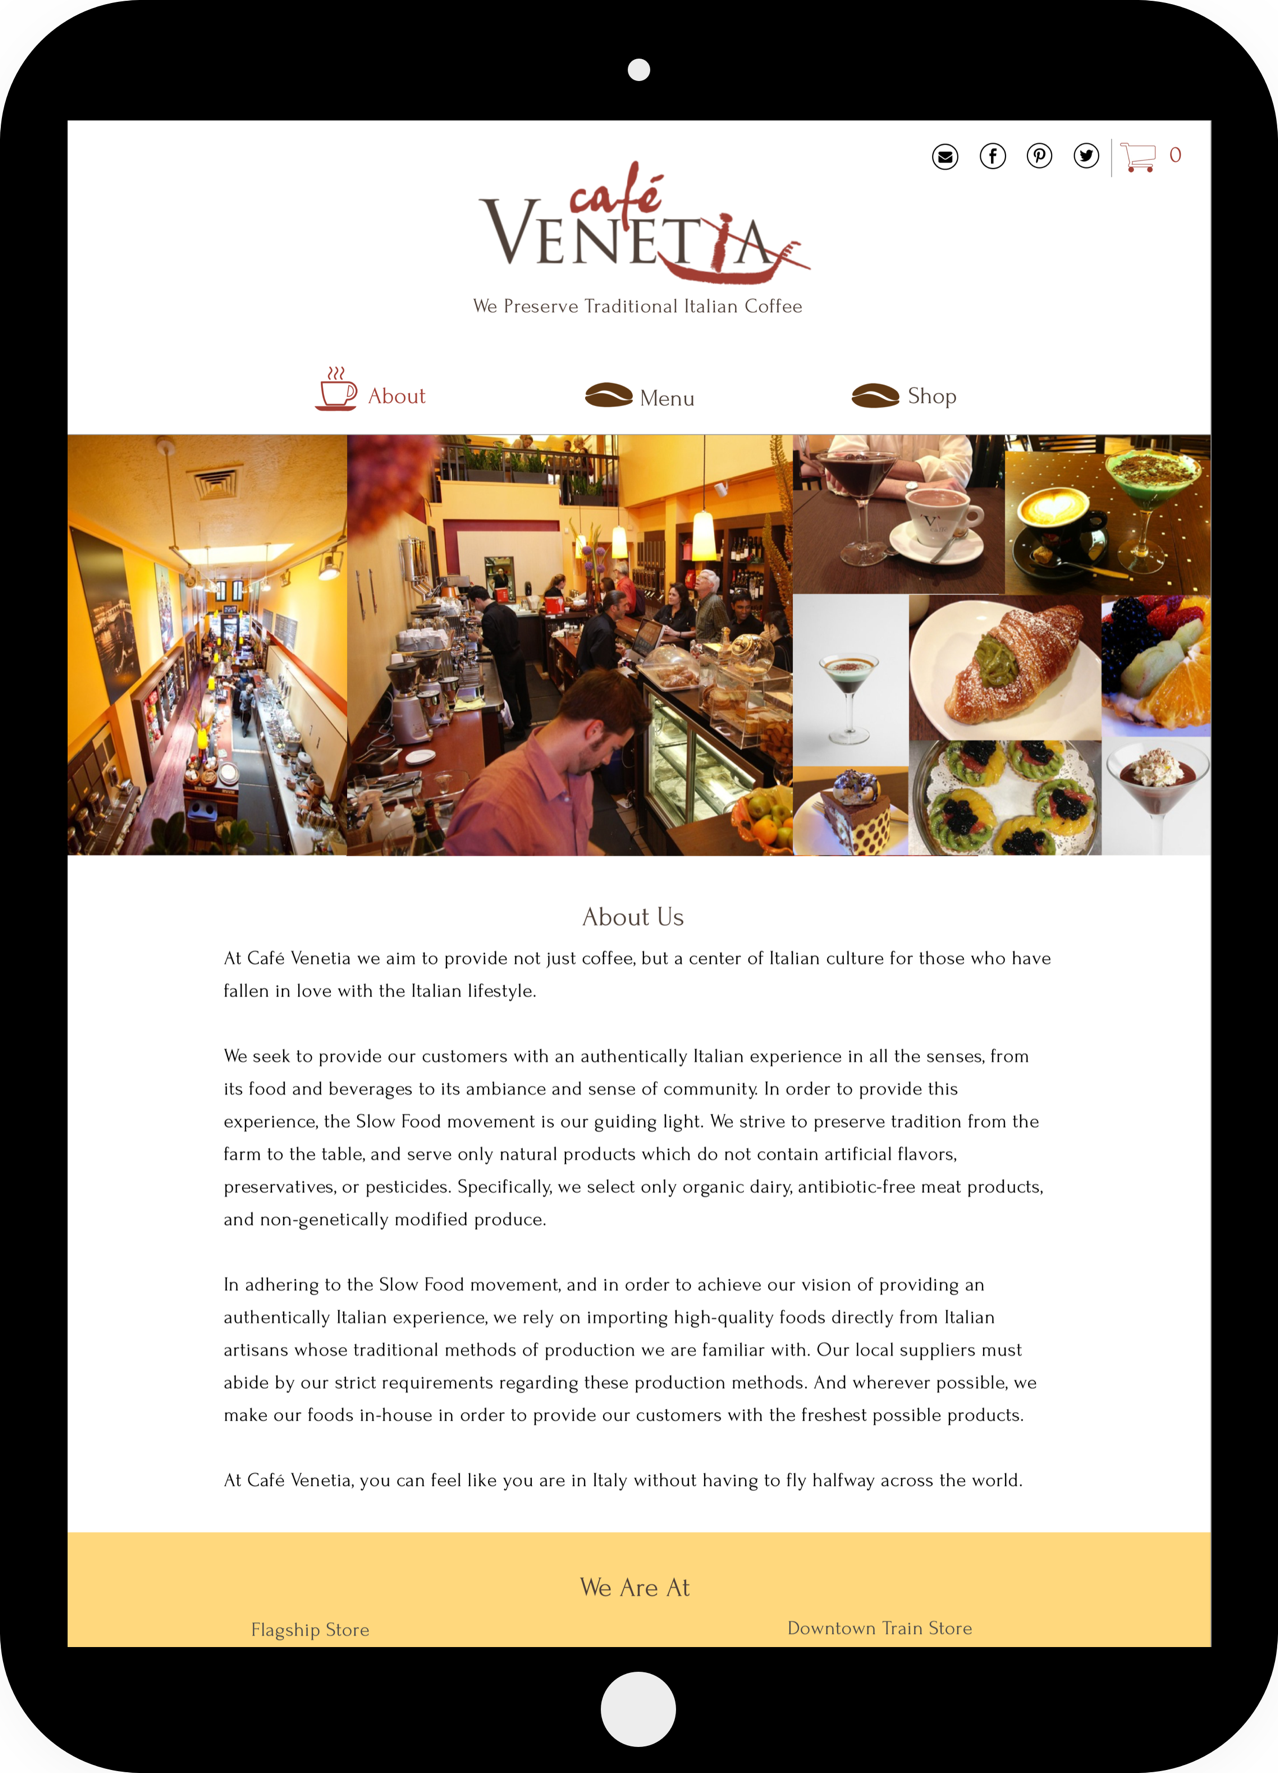 0
café
VENETIA
We Preserve Traditional Italian Coffee
About
Menu
Shop
'V'
About Us
At Café Venetia we aim to provide not just coffee, but a center of Italian culture for those who have
fallen in love with the Italian lifestyle.
We seek to provide our customers with an authentically Italian experience in all the senses, from
its food and beverages to its ambiance and sense of community. In order to provide this
experience, the Slow Food movement is our guiding light. We strive to preserve tradition from the
farm to the table, and serve only natural products which do not contain artificial flavors,
preservatives, or pesticides. Specifically, we select only organic dairy, antibiotic-free meat products,
and non-genetically modified produce.
In adhering to the Slow Food movement, and in order to achieve our vision of providing an
authentically Italian experience, we rely on importing high-quality foods directly from Italian
artisans whose traditional methods of production we are familiar with. Our local suppliers must
abide by our strict requirements regarding these production methods. And wherever possible, we
make our foods in-house in order to provide our customers with the freshest possible products.
At Café Venetia, you can feel like you are in Italy without having to fly halfway across the world.
We Are At
Flagship Store
Downtown Train Store